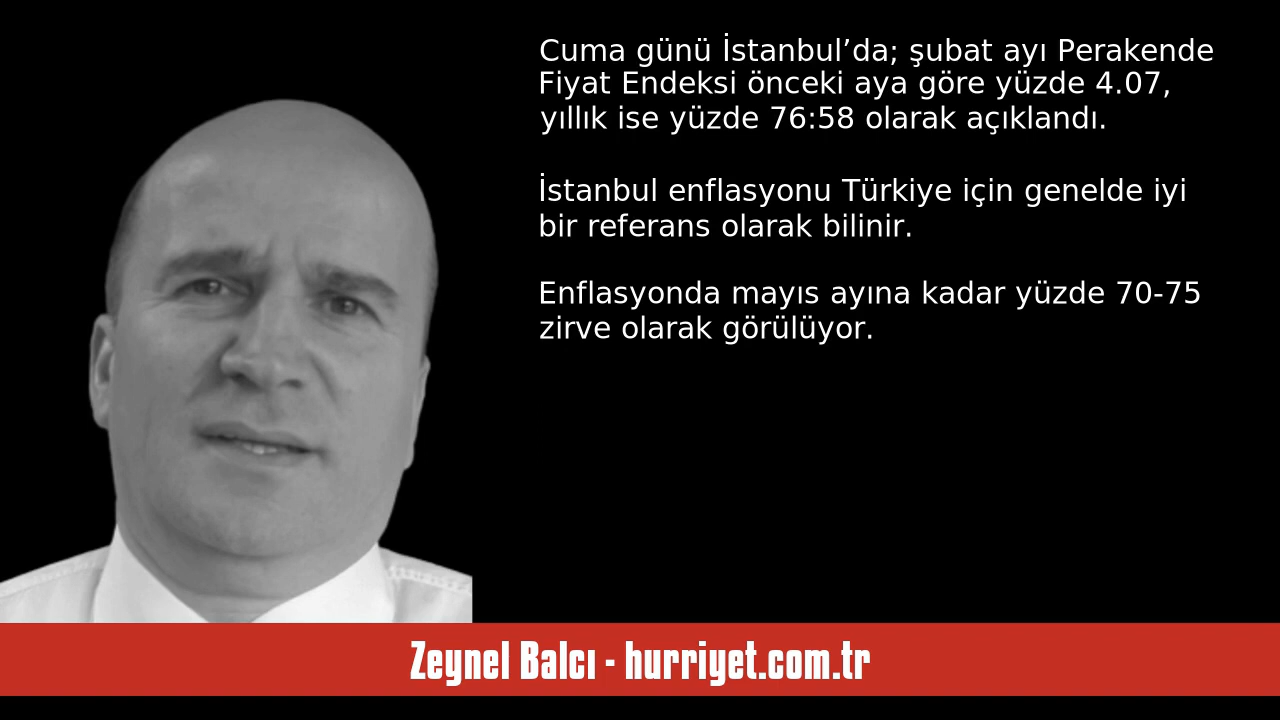 Cuma günü İstanbul’da; şubat ayı Perakende
Fiyat Endeksi önceki aya göre yüzde 4.07,
yıllık ise yüzde 76:58 olarak açıklandı.
İstanbul enflasyonu Türkiye için genelde iyi
bir referans olarak bilinir.
Enflasyonda mayıs ayına kadar yüzde 70-75
zirve olarak görülüyor.
Zeynel Balcı - hurriyet.com.tr